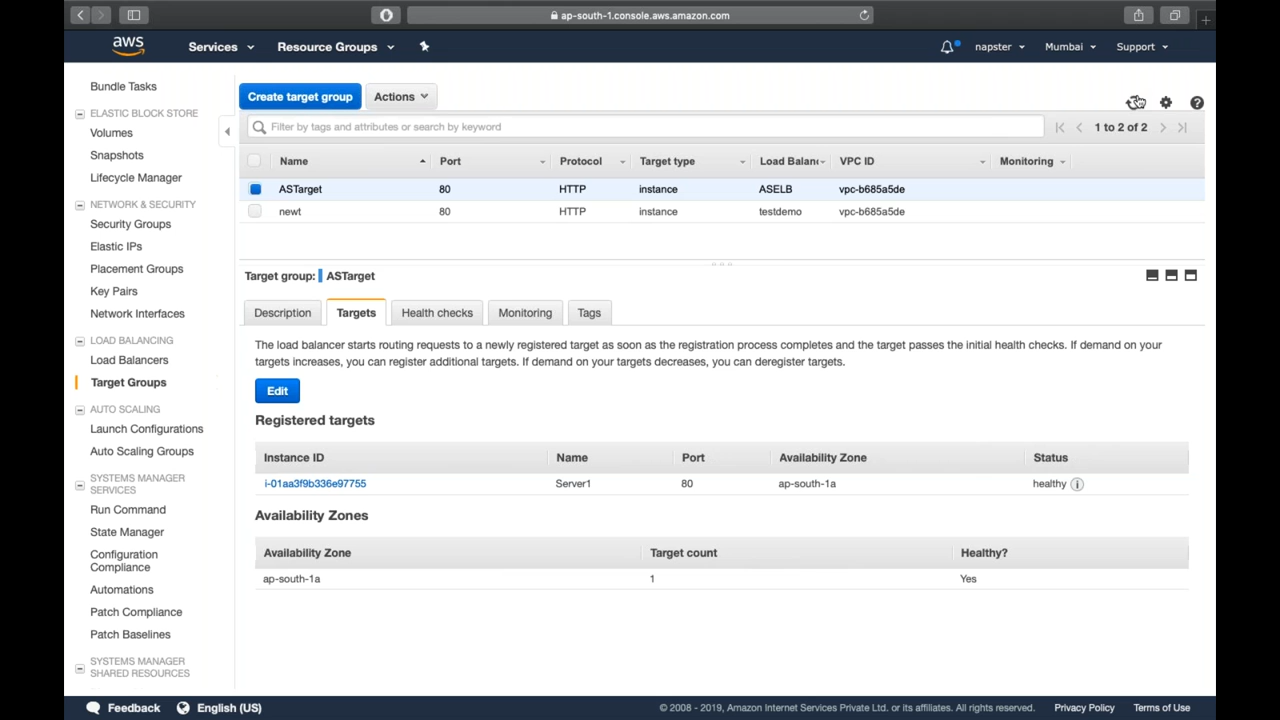 ap-south-1.console.aws.amazon.com
aws Services Resource Groups napster Mumbai Support
Bundle Tasks
ELASTIC BLOCK STORE
Volumes
Snapshots
Lifecycle Manager
NETWORK & SECURITY
Security Groups
Elastic IPs
Placement Groups
Key Pairs
Network Interfaces
LOAD BALANCING
Load Balancers
Target Groups
AUTO SCALING
Launch Configurations
Auto Scaling Groups
SYSTEMS MANAGER
SERVICES
Run Command
State Manager
Configuration
Compliance
Automations
Patch Compliance
Patch Baselines
SYSTEMS MANAGER
SHARED RESOURCES
Create target group Actions
Filter by tags and attributes or search by keyword 1 to 2 of 2
Name Port Protocol Target type Load Balanc VPC ID Monitoring
ASTarget 80 HTTP instance ASELB vpc-b685a5de
newt 80 HTTP instance testdemo vpc-b685a5de
Target group: ASTarget
Description Targets Health checks Monitoring Tags
The load balancer starts routing requests to a newly registered target as soon as the registration process completes and the target passes the initial health checks. If demand on your
targets increases, you can register additional targets. If demand on your targets decreases, you can deregister targets.
Edit
Registered targets
Instance ID Name Port Availability Zone Status
i-01aa3f9b336e97755 Server1 80 ap-south-1a healthy
Availability Zones
Availability Zone Target count Healthy?
ap-south-1a 1 Yes
Feedback English (US) © 2008 - 2019, Amazon Internet Services Private Ltd. or its affiliates. All rights reserved. Privacy Policy Terms of Use